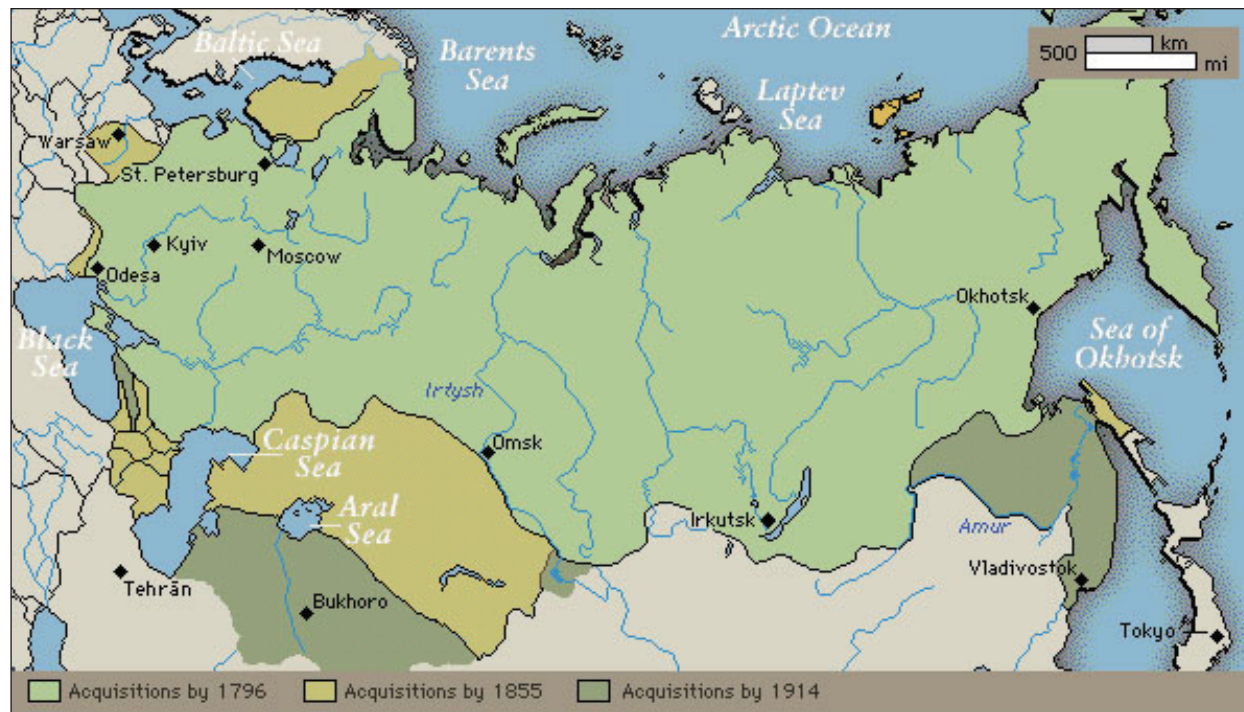 Arctic Ocean
Baltic Sea
Barents
Sea
500 km
mi
Laptev
Sea
Warsaw
St. Petersburg
Kyiv
Moscow
Odesa
Okhotsk
Black
Sea
Sea of
Okhotsk
Irtysh
Omsk
Caspian
Sea
Aral
Sea
Irkutsk
Amur
Vladivostok
Tehrān
Bukhoro
Tokyo
Acquisitions by 1796
Acquisitions by 1855
Acquisitions by 1914